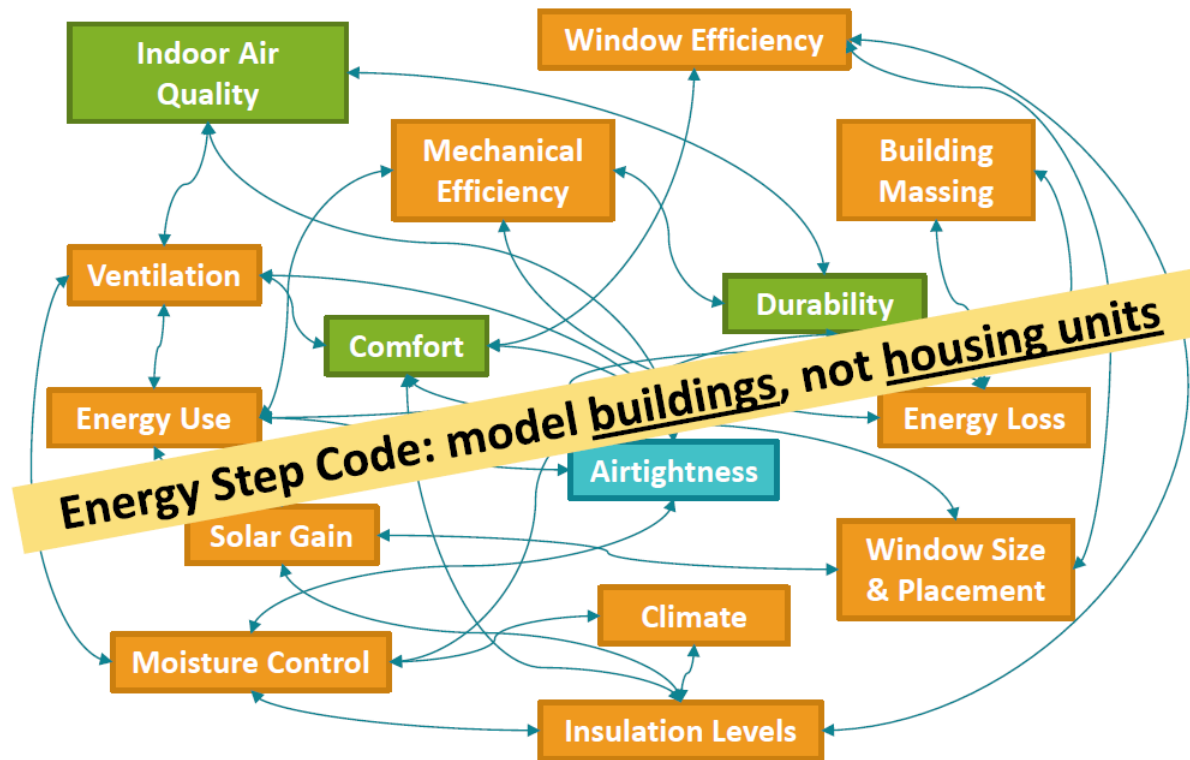 Indoor Air
Quality
Window Efficiency
Mechanical
Efficiency
Building
Massing
Ventilation
Durability
Comfort
Energy Step Code: model buildings, not housing units
Energy Use
Energy Loss
Airtightness
Solar Gain
Window Size
& Placement
Climate
Moisture Control
Insulation Levels